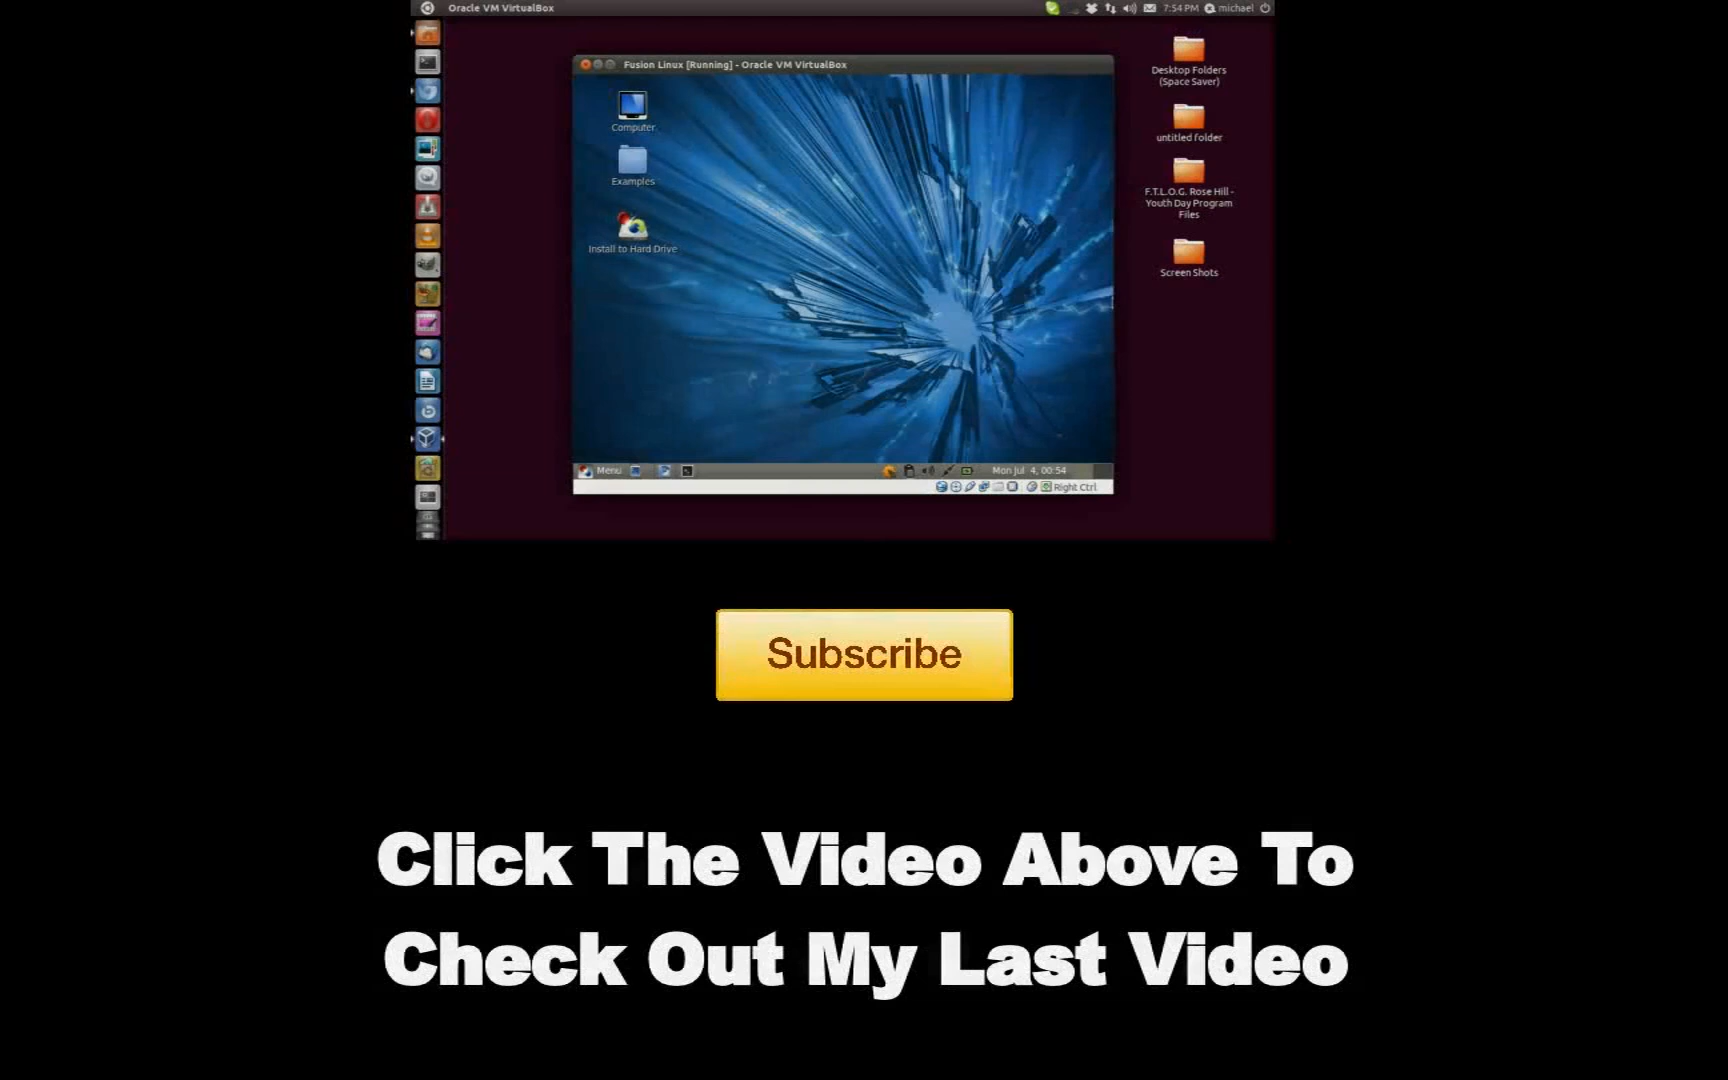 Oracle VM VirtualBox
7:54 PM
michael
Fusion Linux [Running] - Oracle VM VirtualBox
Computer
Examples
Install to Hard Drive
Desktop Folders
(Space Saver)
untitled folder
F.T.L.O.G. Rose Hill -
Youth Day Program
Files
Screen Shots
Menu
Mon Jul 4, 00:54
Right Ctrl
Subscribe
Click The Video Above To
Check Out My Last Video